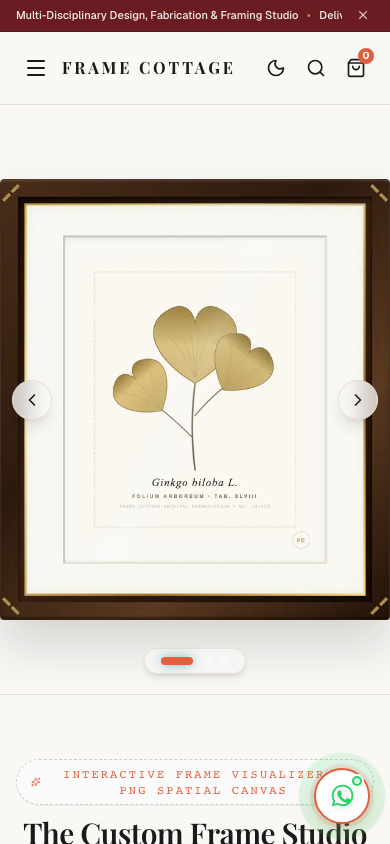 Multi-Disciplinary Design, Fabrication & Framing Studio • Deliv
FRAME COTTAGE
0
Ginkgo biloba L.
FOLIUM ARBOREUM • TAB. XLVIII
FC
INTERACTIVE FRAME VISUALIZER
PNG SPATIAL CANVAS
The Custom Frame Studio